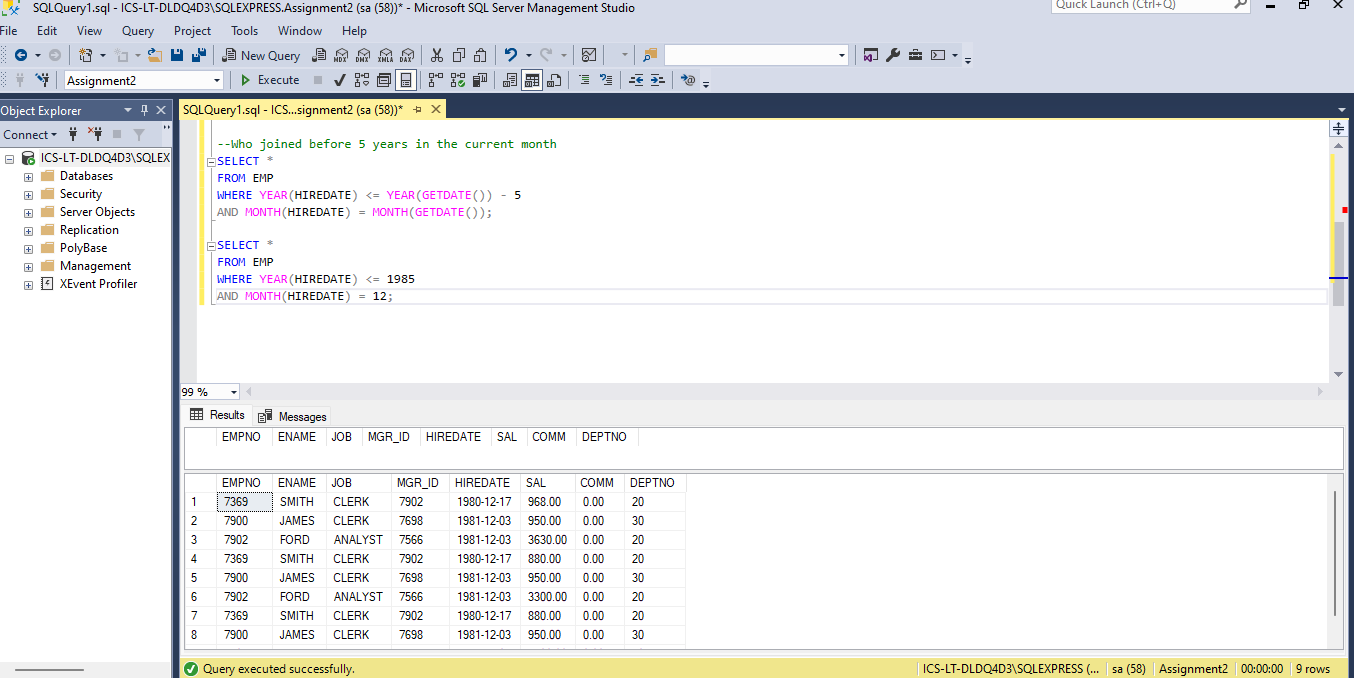 SQLQuery1.sql - ICS-LT-DLDQ4D3\SQLEXPRESS.Assignment2 (sa (58))* - Microsoft SQL Server Management Studio
Quick Launch (Ctrl+Q)
File Edit View Query Project Tools Window Help
New Query MDX DMX XMLA DAX
Assignment2 Execute
Object Explorer
SQLQuery1.sql - ICS...signment2 (sa (58))*
Connect
ICS-LT-DLDQ4D3\SQLEX
Databases
Security
Server Objects
Replication
PolyBase
Management
XEvent Profiler
--Who joined before 5 years in the current month
SELECT *
FROM EMP
WHERE YEAR(HIREDATE) <= YEAR(GETDATE()) - 5
AND MONTH(HIREDATE) = MONTH(GETDATE());
SELECT *
FROM EMP
WHERE YEAR(HIREDATE) <= 1985
AND MONTH(HIREDATE) = 12;
99 %
Results Messages
EMPNO ENAME JOB MGR_ID HIREDATE SAL COMM DEPTNO
EMPNO ENAME JOB MGR_ID HIREDATE SAL COMM DEPTNO
1 7369 SMITH CLERK 7902 1980-12-17 968.00 0.00 20
2 7900 JAMES CLERK 7698 1981-12-03 950.00 0.00 30
3 7902 FORD ANALYST 7566 1981-12-03 3630.00 0.00 20
4 7369 SMITH CLERK 7902 1980-12-17 880.00 0.00 20
5 7900 JAMES CLERK 7698 1981-12-03 950.00 0.00 30
6 7902 FORD ANALYST 7566 1981-12-03 3300.00 0.00 20
7 7369 SMITH CLERK 7902 1980-12-17 880.00 0.00 20
8 7900 JAMES CLERK 7698 1981-12-03 950.00 0.00 30
Query executed successfully. ICS-LT-DLDQ4D3\SQLEXPRESS (... sa (58) Assignment2 00:00:00 9 rows